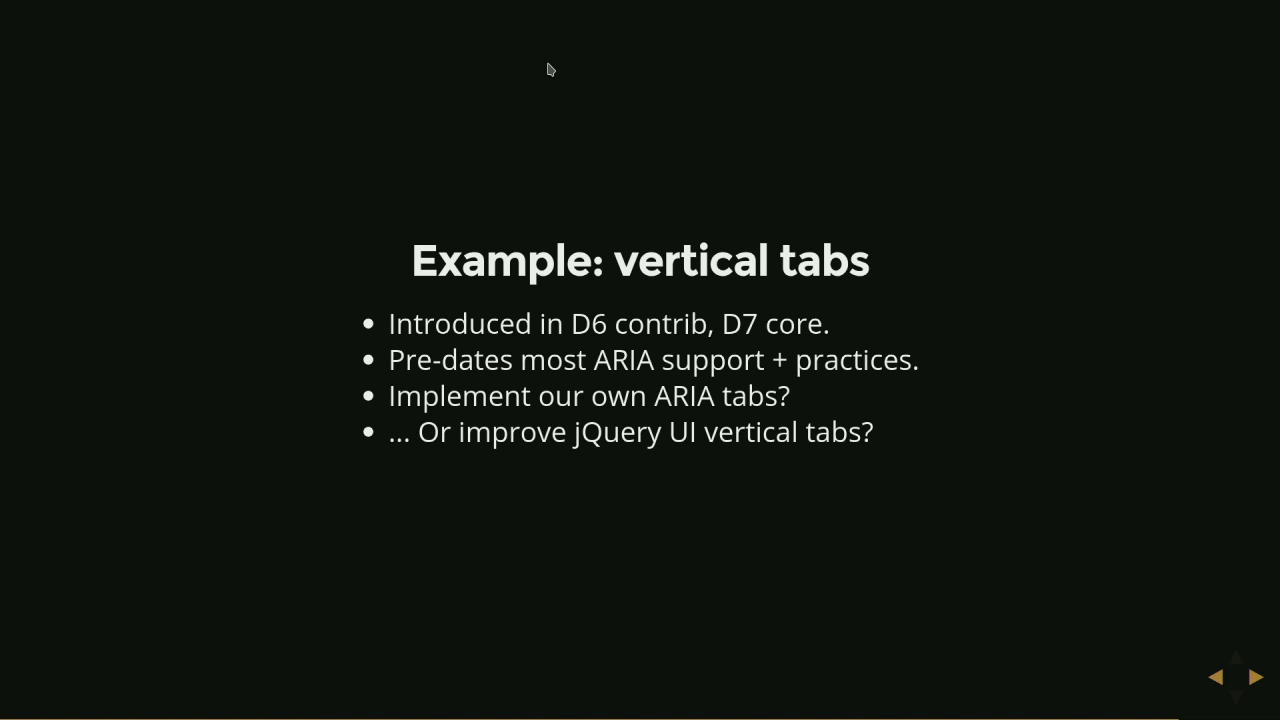 Example: vertical tabs
• Introduced in D6 contrib, D7 core.
• Pre-dates most ARIA support + practices.
• Implement our own ARIA tabs?
• ... Or improve jQuery UI vertical tabs?